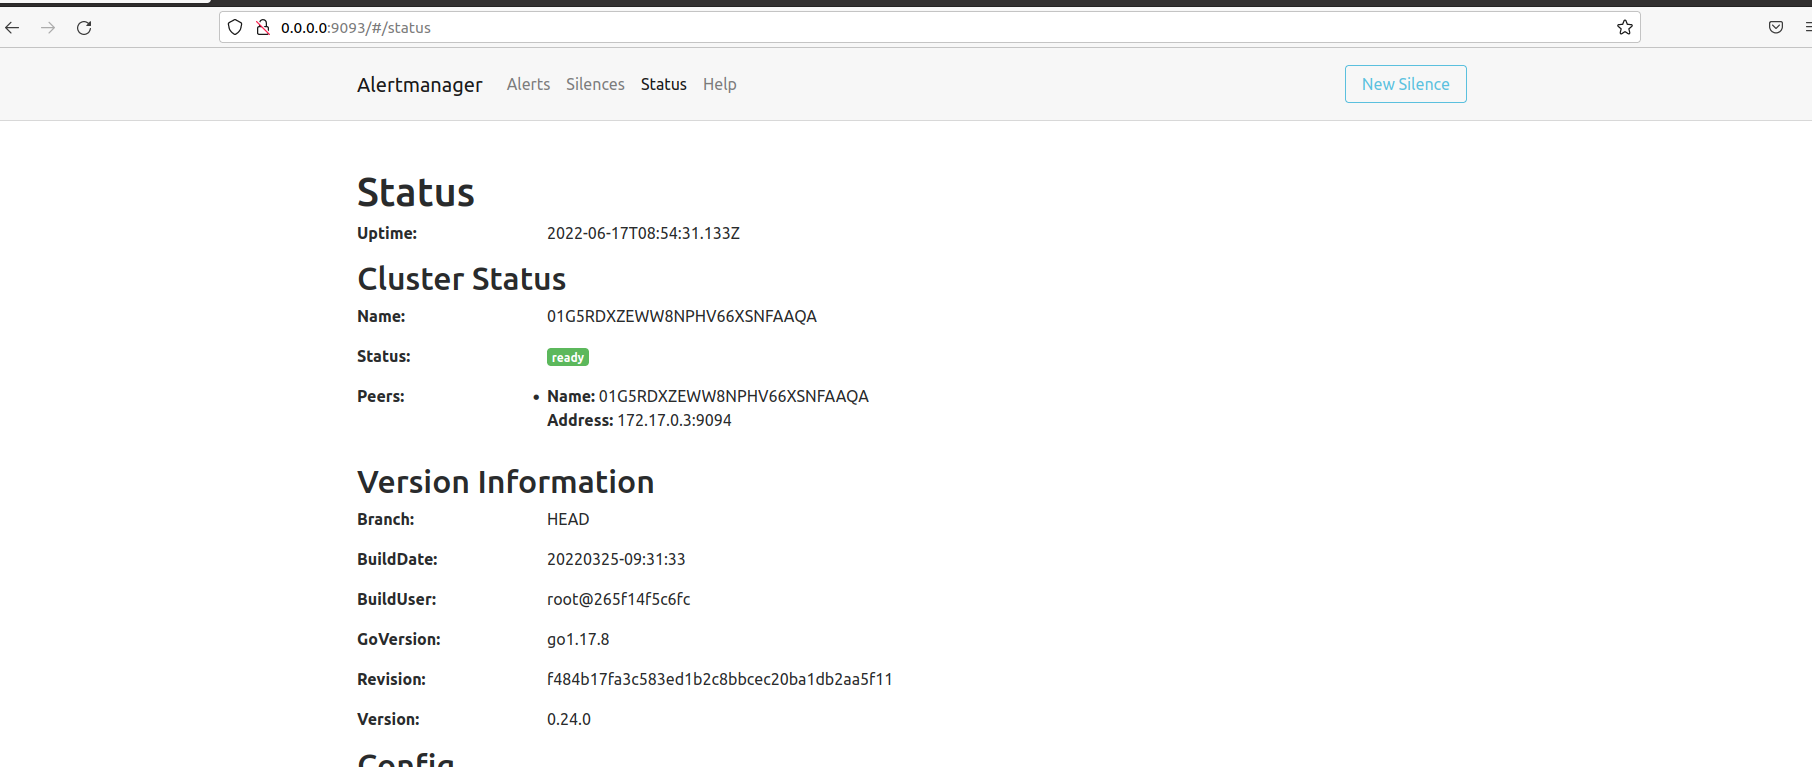 0.0.0.0:9093/#/status
Alertmanager Alerts Silences Status Help New Silence
Status
Uptime: 2022-06-17T08:54:31.133Z
Cluster Status
Name: 01G5RDXZEWW8NPHV66XSNFAAQA
Status: ready
Peers: • Name: 01G5RDXZEWW8NPHV66XSNFAAQA
Address: 172.17.0.3:9094
Version Information
Branch: HEAD
BuildDate: 20220325-09:31:33
BuildUser: root@265f14f5c6fc
GoVersion: go1.17.8
Revision: f484b17fa3c583ed1b2c8bbcec20ba1db2aa5f11
Version: 0.24.0
Config